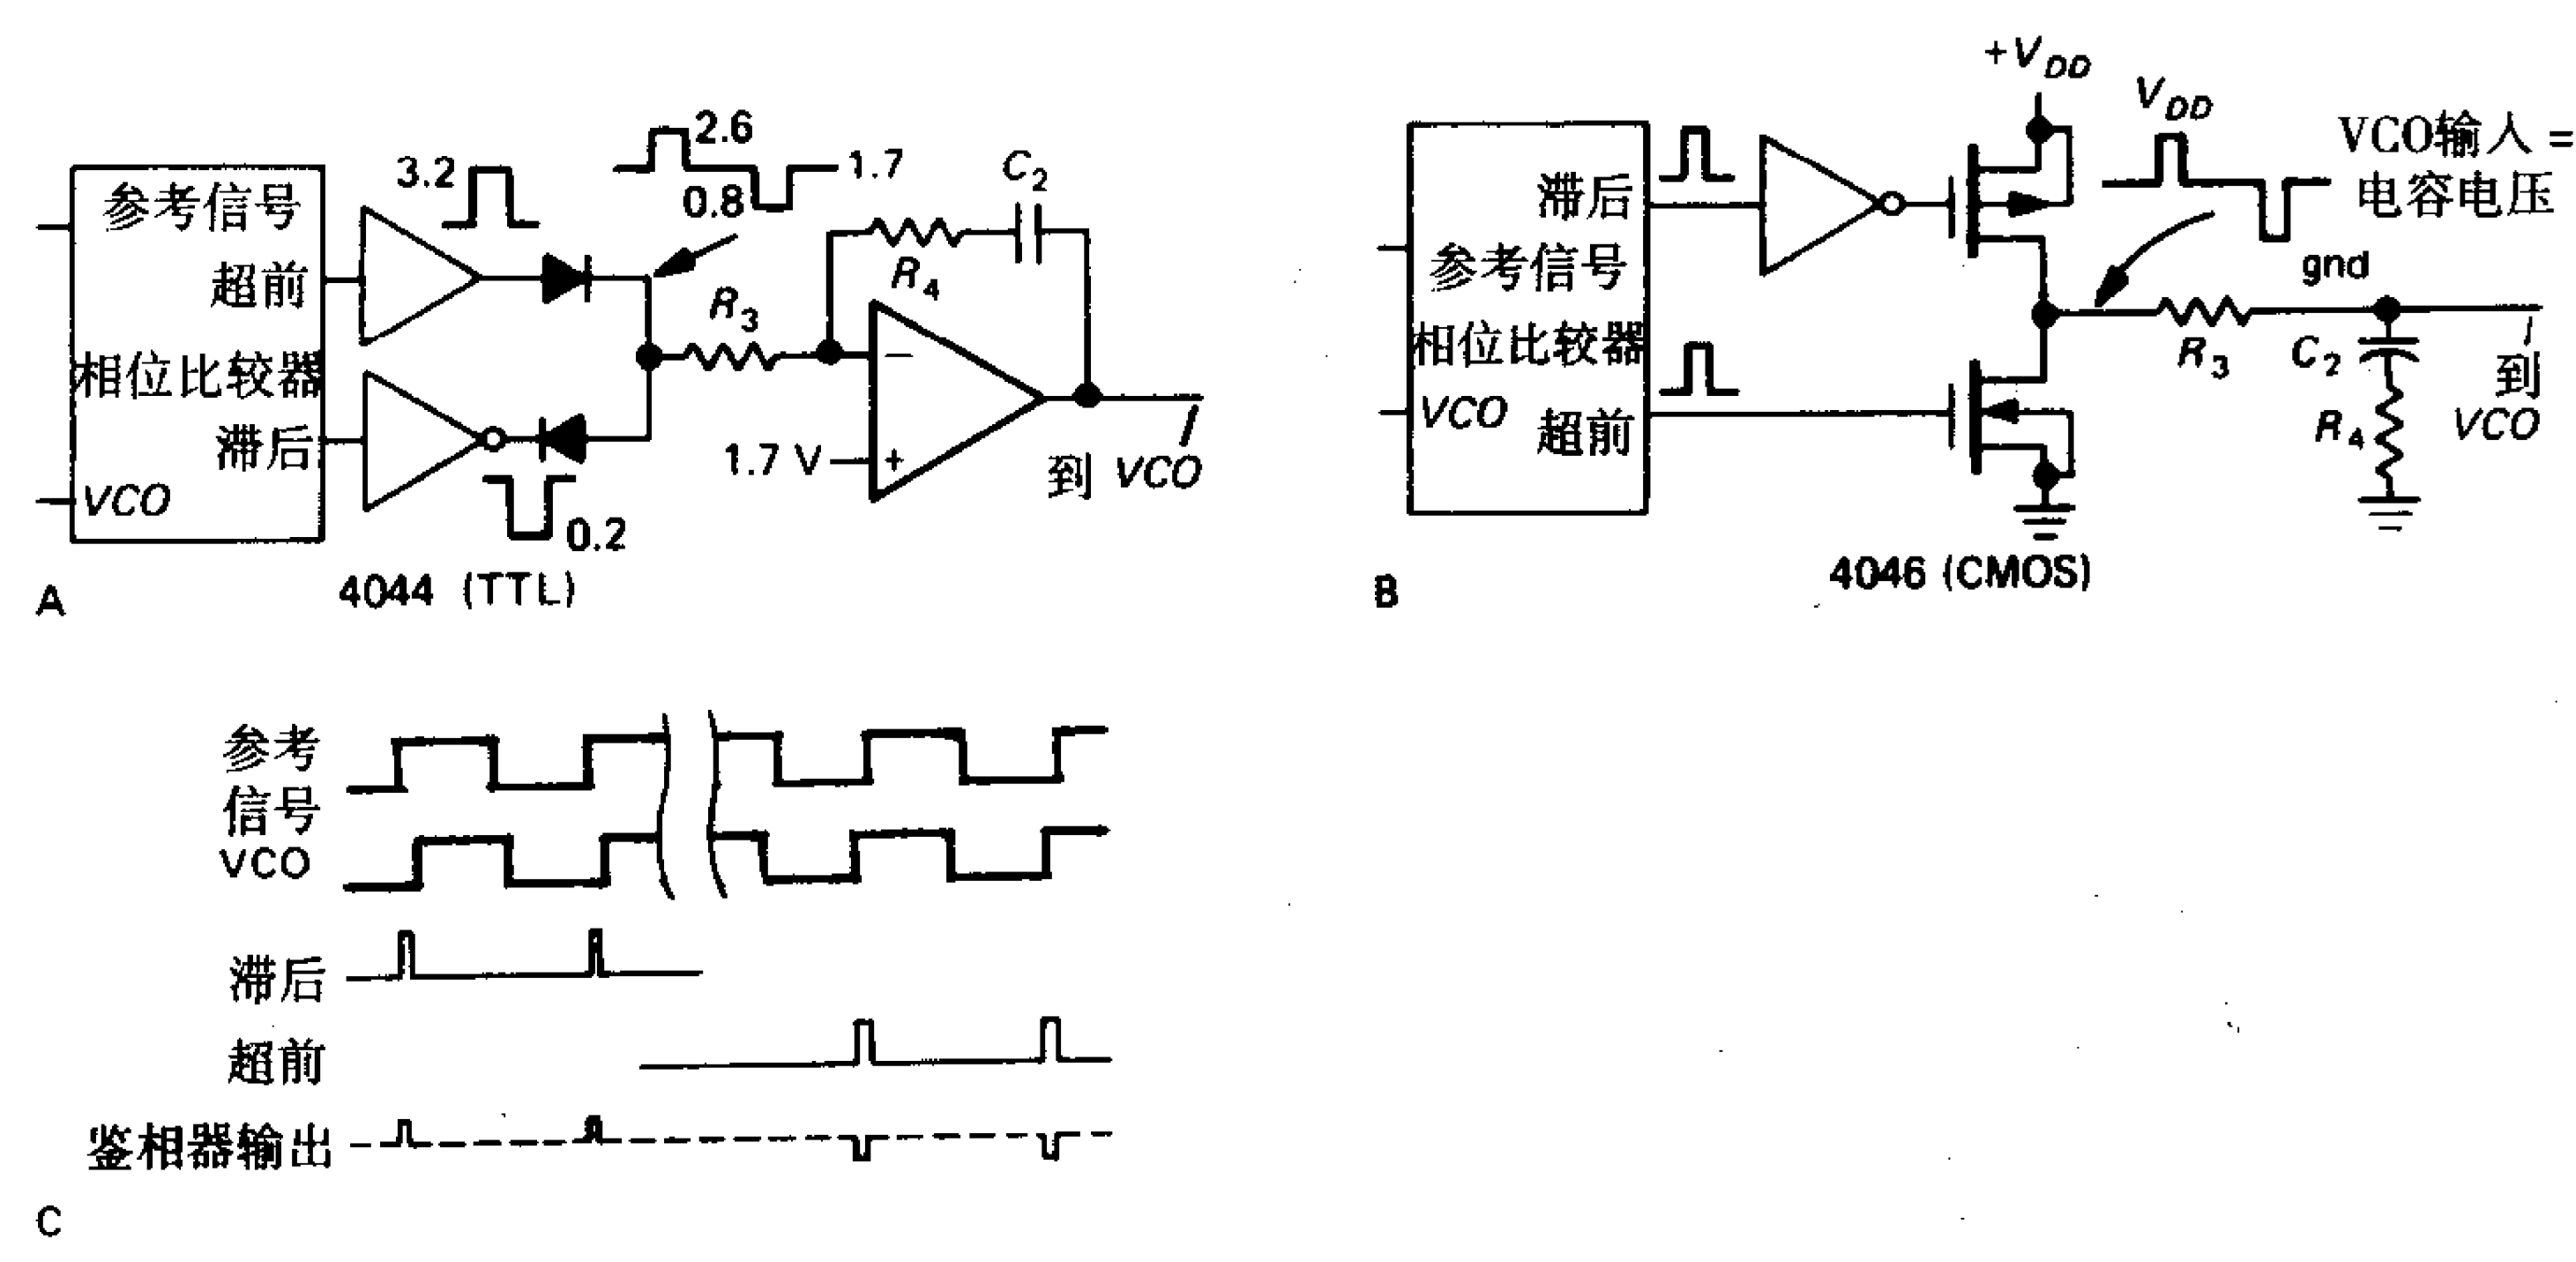 3.2
2.6
0.8
1.7
C2
参考信号
超前
相位比较器
滞后
VCO
R3
R4
1.7 V
−
+
0.2
到 VCO
A
4044 (TTL)
+VDD
VDD
VCO输入=
电容电压
滞后
参考信号
相位比较器
VCO
超前
gnd
R3
C2
R4
到
VCO
B
4046 (CMOS)
参考
信号
VCO
滞后
超前
鉴相器输出
C